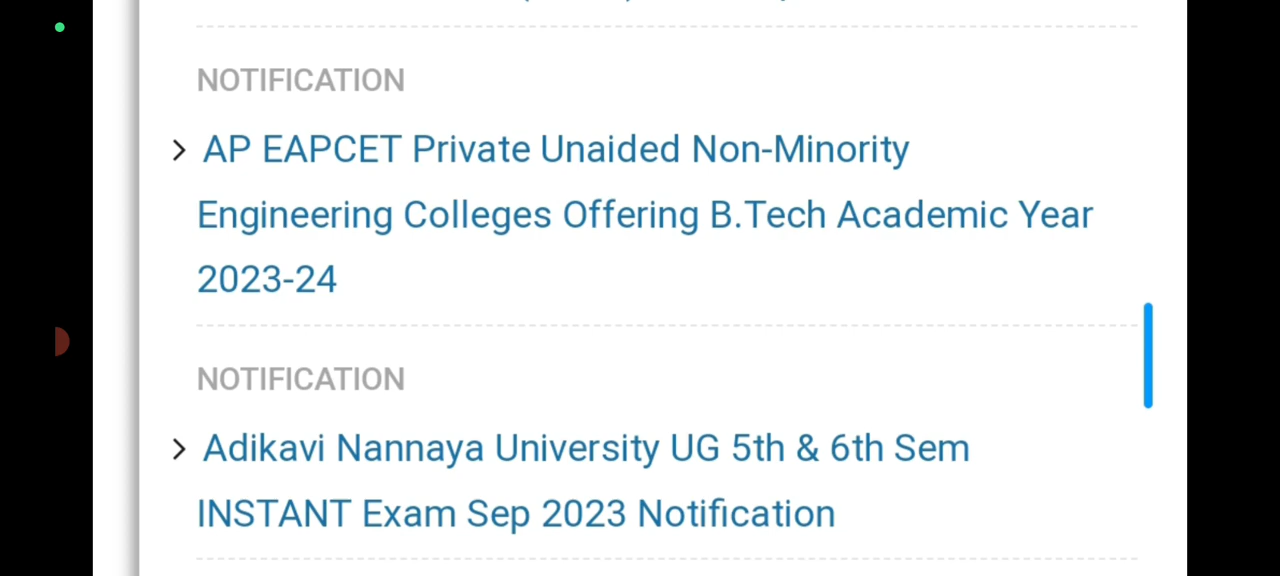 NOTIFICATION
AP EAPCET Private Unaided Non-Minority
Engineering Colleges Offering B.Tech Academic Year
2023-24
NOTIFICATION
Adikavi Nannaya University UG 5th & 6th Sem
INSTANT Exam Sep 2023 Notification